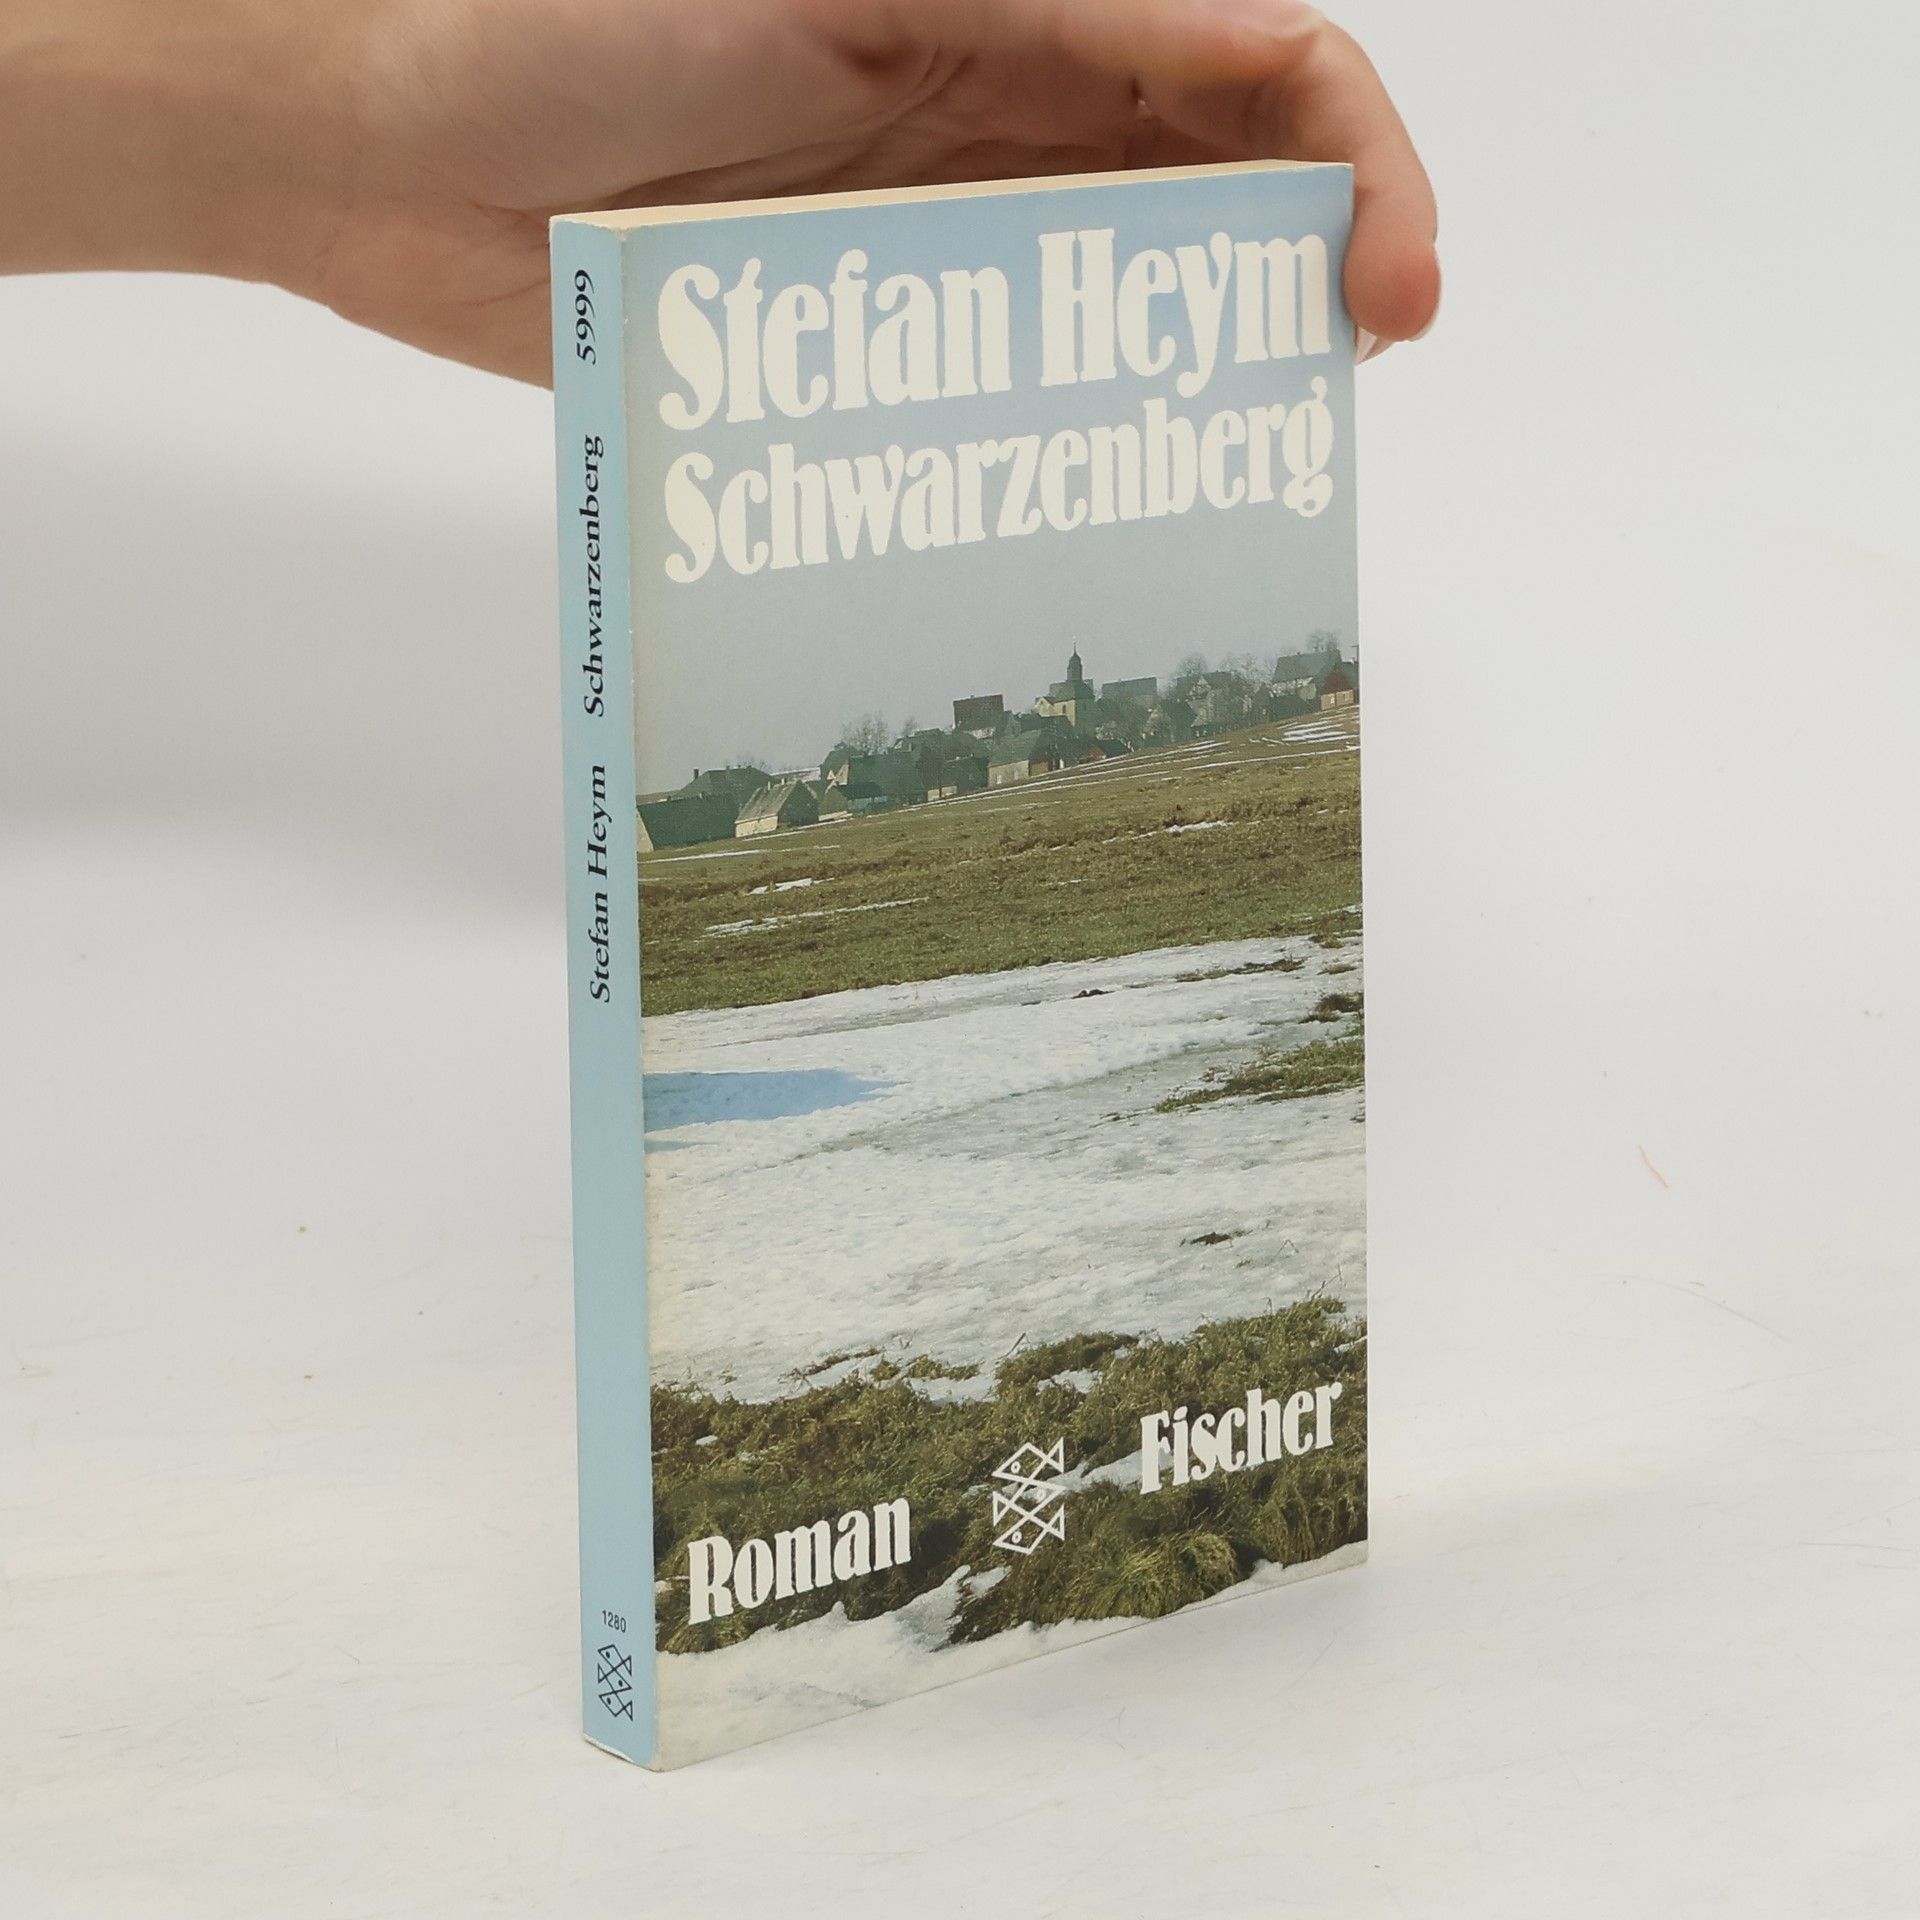 Stefan Heym
Schwarzenberg
Roman
Fischer
Stefan Heym Schwarzenberg 5999
1280